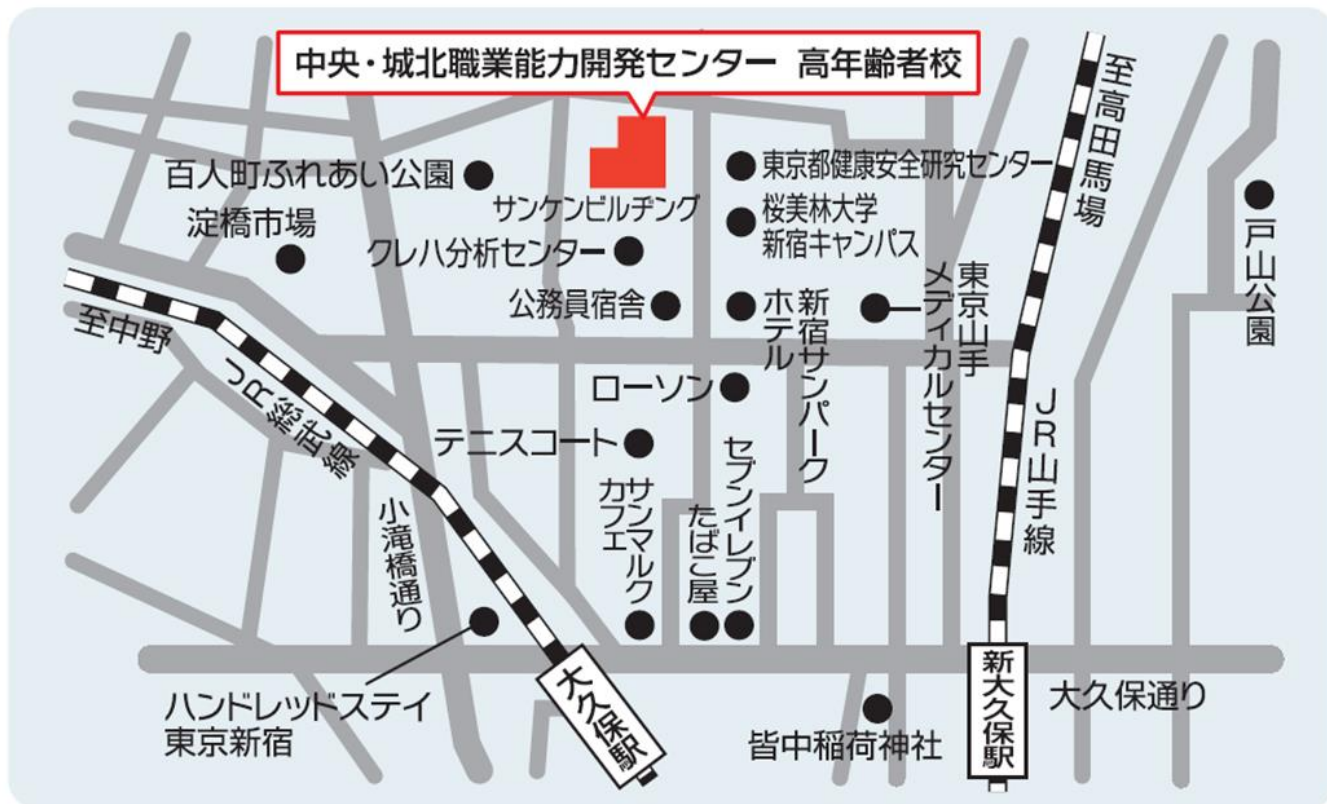 中央・城北職業能力開発センター 高年齢者校
至高田馬場
百人町ふれあい公園
東京都健康安全研究センター
淀橋市場
サンケンビルヂング
桜美林大学
新宿キャンパス
戸山公園
クレハ分析センター
公務員宿舎
新宿サンパーク
ホテル
東京山手
メディカルセンター
至中野
JR総武線
ローソン
テニスコート
JR山手線
セブンイレブン
たばこ屋
サンマルク
カフェ
小滝橋通り
ハンドレッドステイ
東京新宿
大久保駅
新大久保駅
大久保通り
皆中稲荷神社